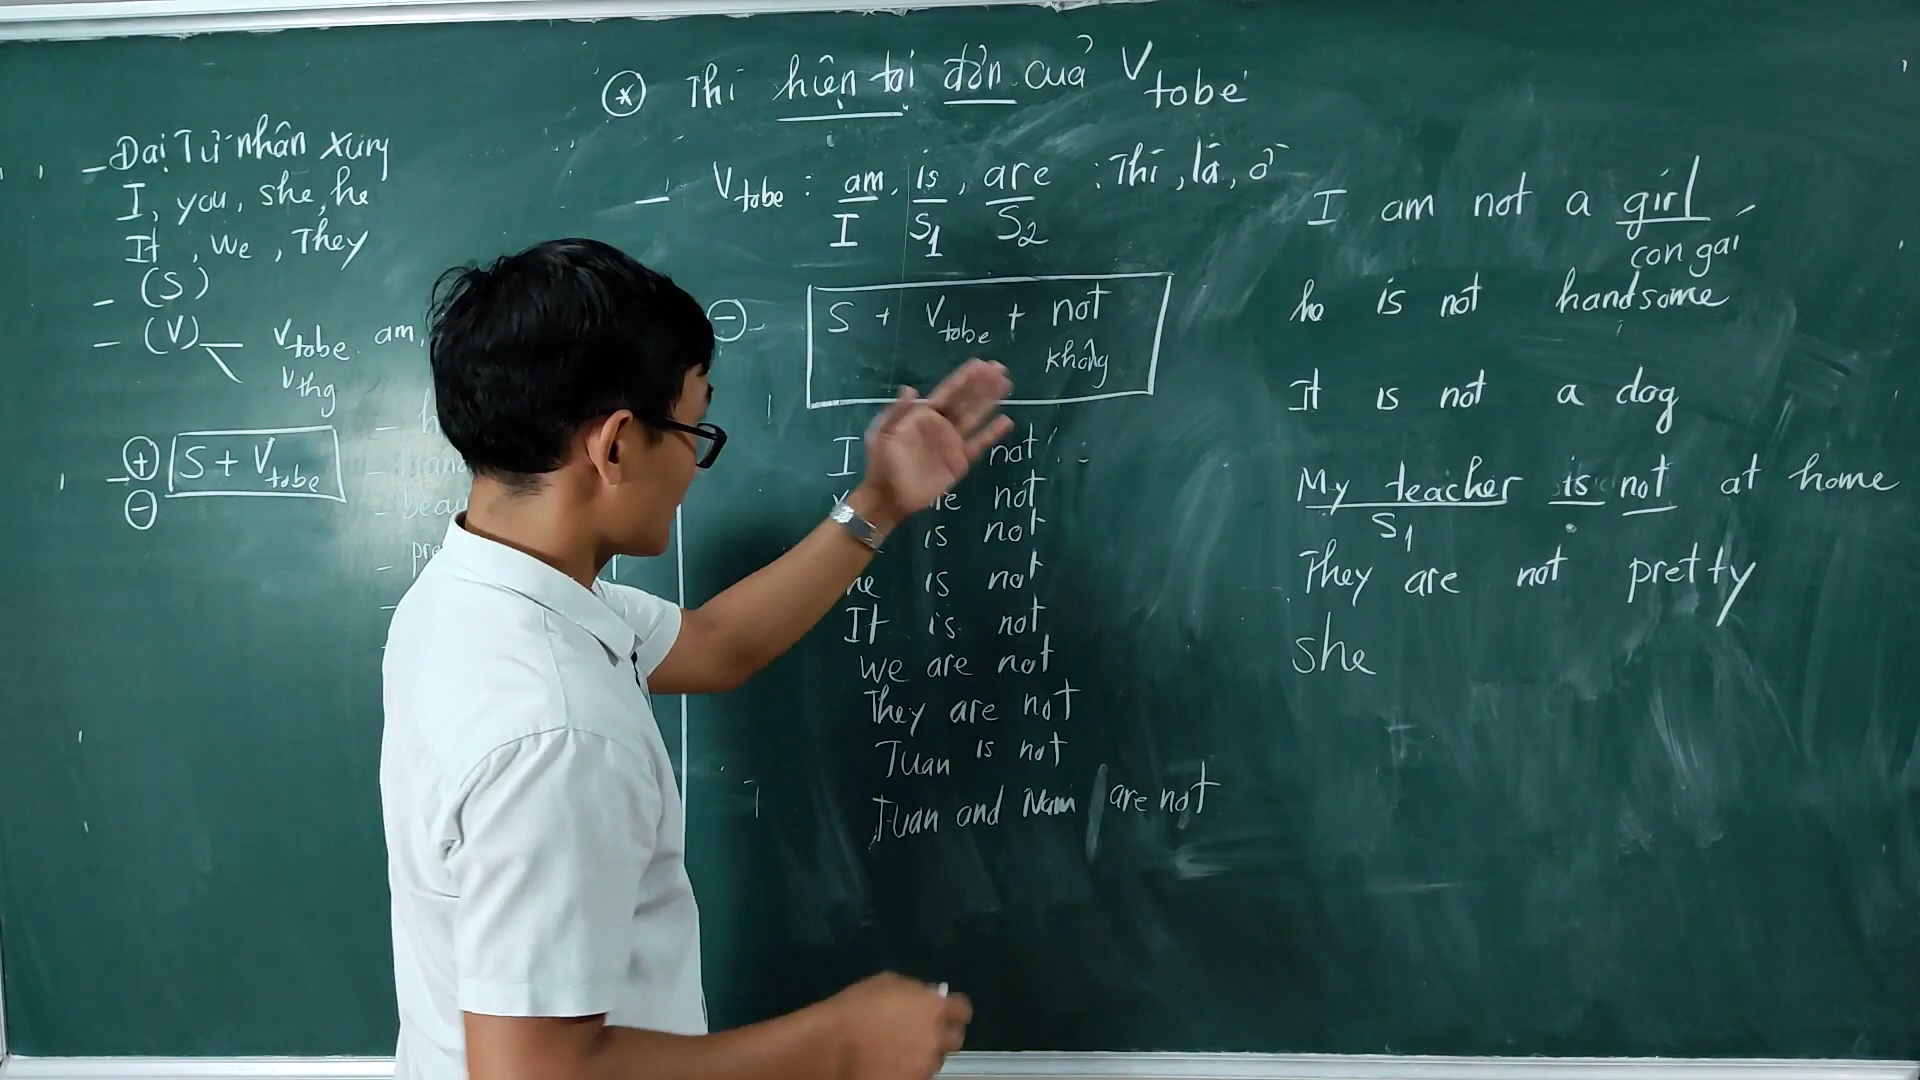 Thì hiện tại đơn của V tobe
- Đại Từ nhân xưng
I, you, she, he
It, we, They
- (S)
- (V) V tobe am,
V thg
- + S + V tobe
-
- V tobe : am, is, are : Thì, là, ở
I S1 S2
- S + V tobe + not
không
I not
not
is not
he is not
It is not
we are not
They are not
Tuan is not
Tuan and Nam are not
I am not a girl
con gái
he is not handsome
It is not a dog
My teacher is not at home
S1
They are not pretty
she